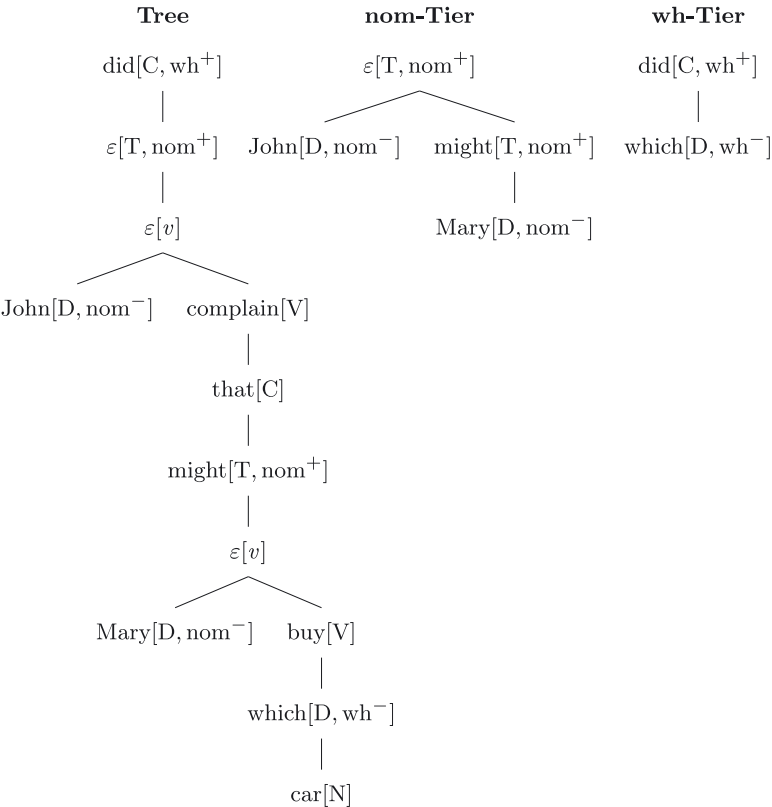 Tree nom-Tier wh-Tier
did[C, wh⁺] ε[T, nom⁺] did[C, wh⁺]
ε[T, nom⁺] John[D, nom⁻] might[T, nom⁺] which[D, wh⁻]
ε[v] Mary[D, nom⁻]
John[D, nom⁻] complain[V]
that[C]
might[T, nom⁺]
ε[v]
Mary[D, nom⁻] buy[V]
which[D, wh⁻]
car[N]